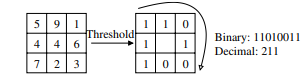 5 9 1
4 4 6
7 2 3
Threshold
1 1 0
1 1
1 0 0
Binary: 11010011
Decimal: 211